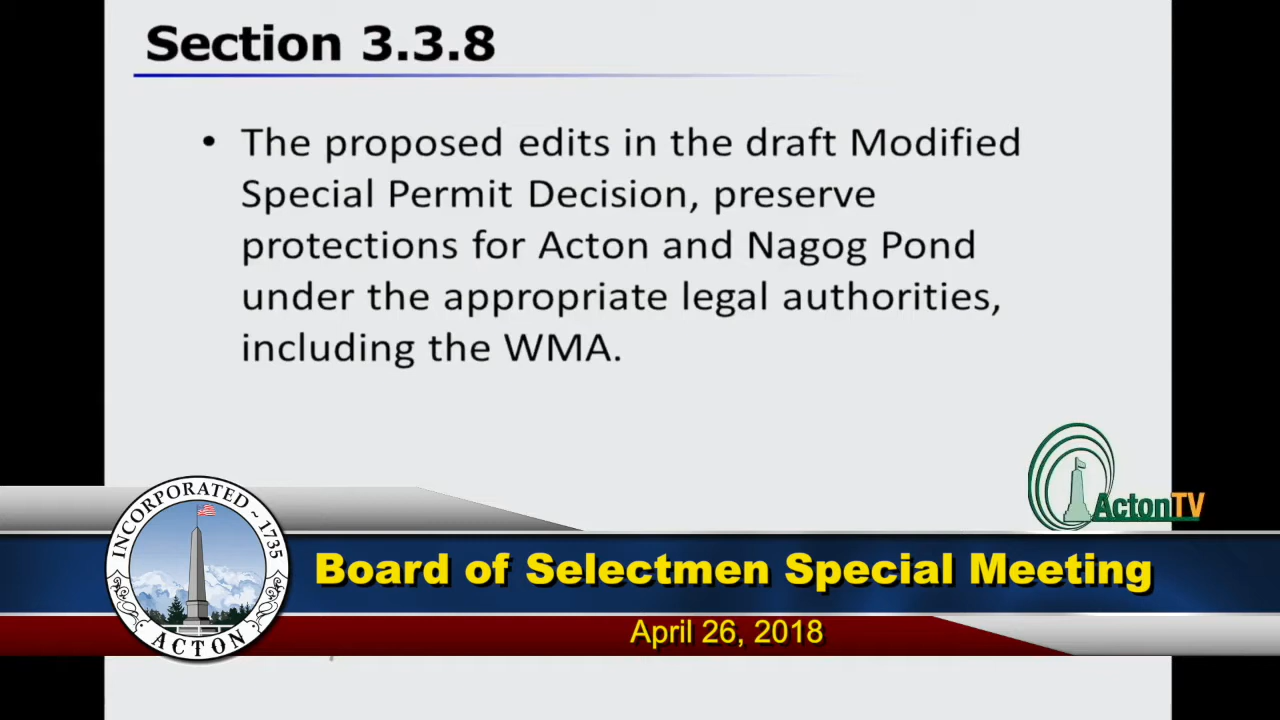 Section 3.3.8
• The proposed edits in the draft Modified
Special Permit Decision, preserve
protections for Acton and Nagog Pond
under the appropriate legal authorities,
including the WMA.
ActonTV
INCORPORATED ~ 1735
ACTON
Board of Selectmen Special Meeting
April 26, 2018